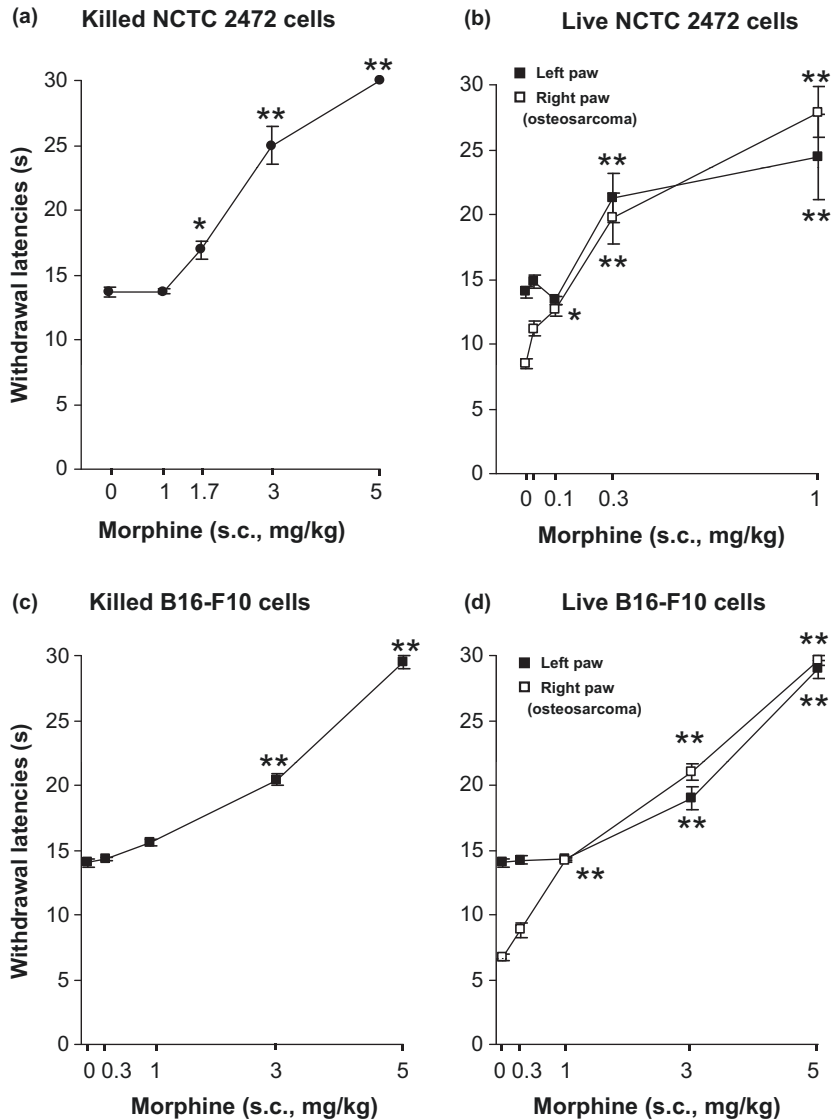 (a) Killed NCTC 2472 cells
Withdrawal latencies (s)
30
25
20
15
10
5
0
**
**
*
0 1 1.7 3 5
Morphine (s.c., mg/kg)
(b) Live NCTC 2472 cells
Left paw
Right paw
(osteosarcoma)
30
25
20
15
10
5
0
**
**
**
**
*
0 0.1 0.3 1
Morphine (s.c., mg/kg)
(c) Killed B16-F10 cells
Withdrawal latencies (s)
30
25
20
15
10
5
0
**
**
0 0.3 1 3 5
Morphine (s.c., mg/kg)
(d) Live B16-F10 cells
Left paw
Right paw
(osteosarcoma)
30
25
20
15
10
5
0
**
**
**
**
**
0 0.3 1 3 5
Morphine (s.c., mg/kg)